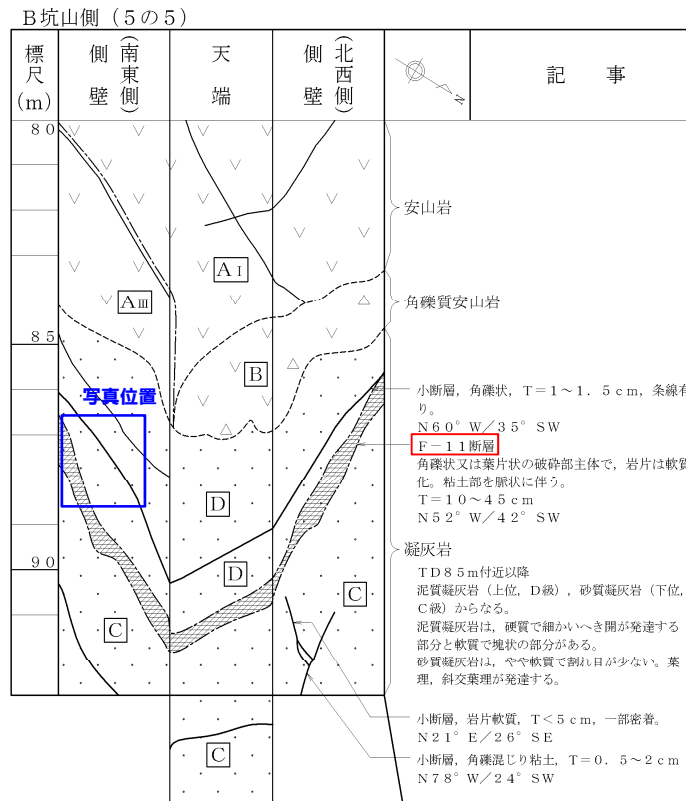 B坑山側（5の5）
標尺(m)
側壁(南東側)
天端
側壁(北西側)
N
記事
80
安山岩
AⅠ
AⅢ
角礫質安山岩
85
B
写真位置
小断層，角礫状，T＝1～1．5cm，条線有
り。
N60°W／35°SW
F－11断層
角礫状又は葉片状の破砕部主体で，岩片は軟質
化。粘土部を脈状に伴う。
T＝10～45cm
N52°W／42°SW
D
凝灰岩
90
D
TD85m付近以降
泥質凝灰岩（上位，D級），砂質凝灰岩（下位，
C級）からなる。
C
C
泥質凝灰岩は，硬質で細かいへき開が発達する
部分と軟質で塊状の部分がある。
砂質凝灰岩は，やや軟質で割れ目が少ない。葉
理，斜交葉理が発達する。
小断層，岩片軟質，T＜5cm，一部密着。
N21°E／26°SE
C
小断層，角礫混じり粘土，T＝0．5～2cm
N78°W／24°SW